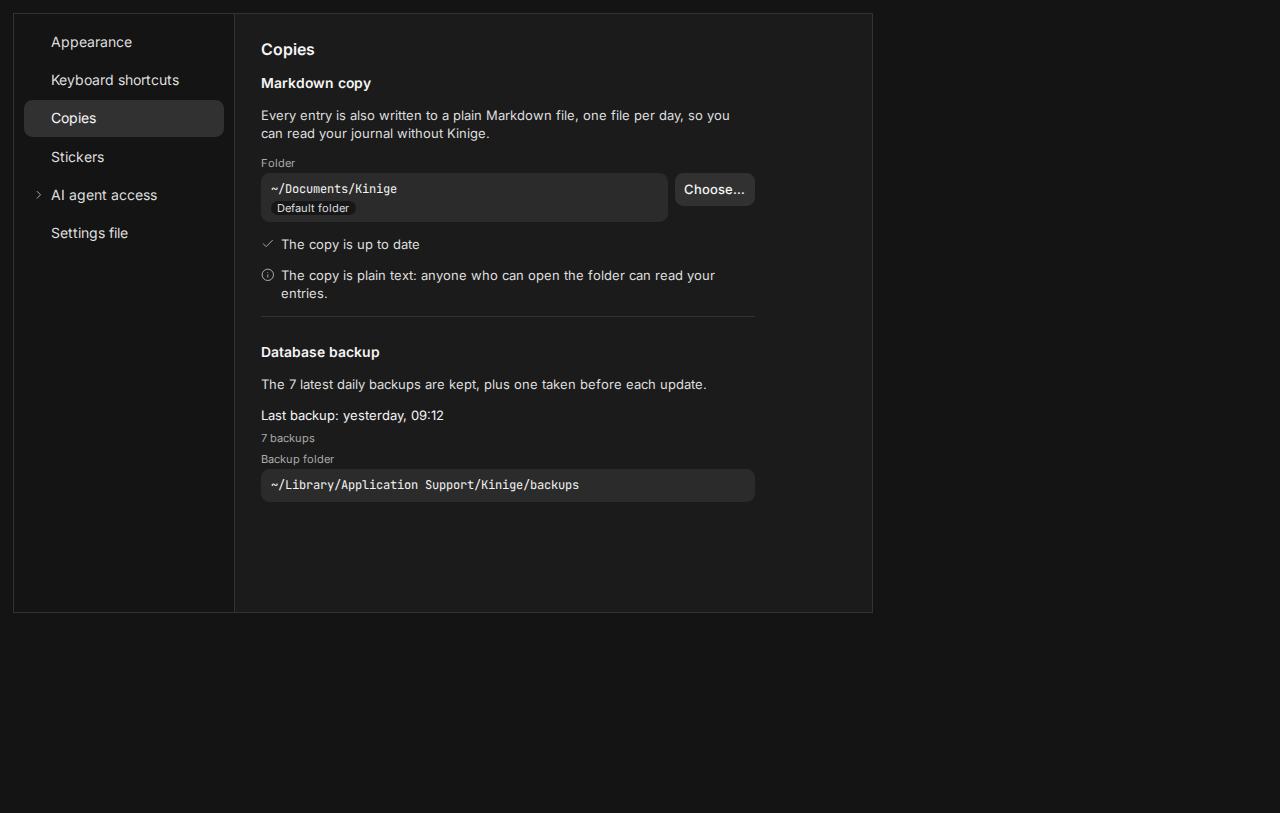 Appearance
Keyboard shortcuts
Copies
Stickers
AI agent access
Settings file
Copies
Markdown copy
Every entry is also written to a plain Markdown file, one file per day, so you
can read your journal without Kinige.
Folder
~/Documents/Kinige
Choose...
Default folder
The copy is up to date
The copy is plain text: anyone who can open the folder can read your
entries.
Database backup
The 7 latest daily backups are kept, plus one taken before each update.
Last backup: yesterday, 09:12
7 backups
Backup folder
~/Library/Application Support/Kinige/backups